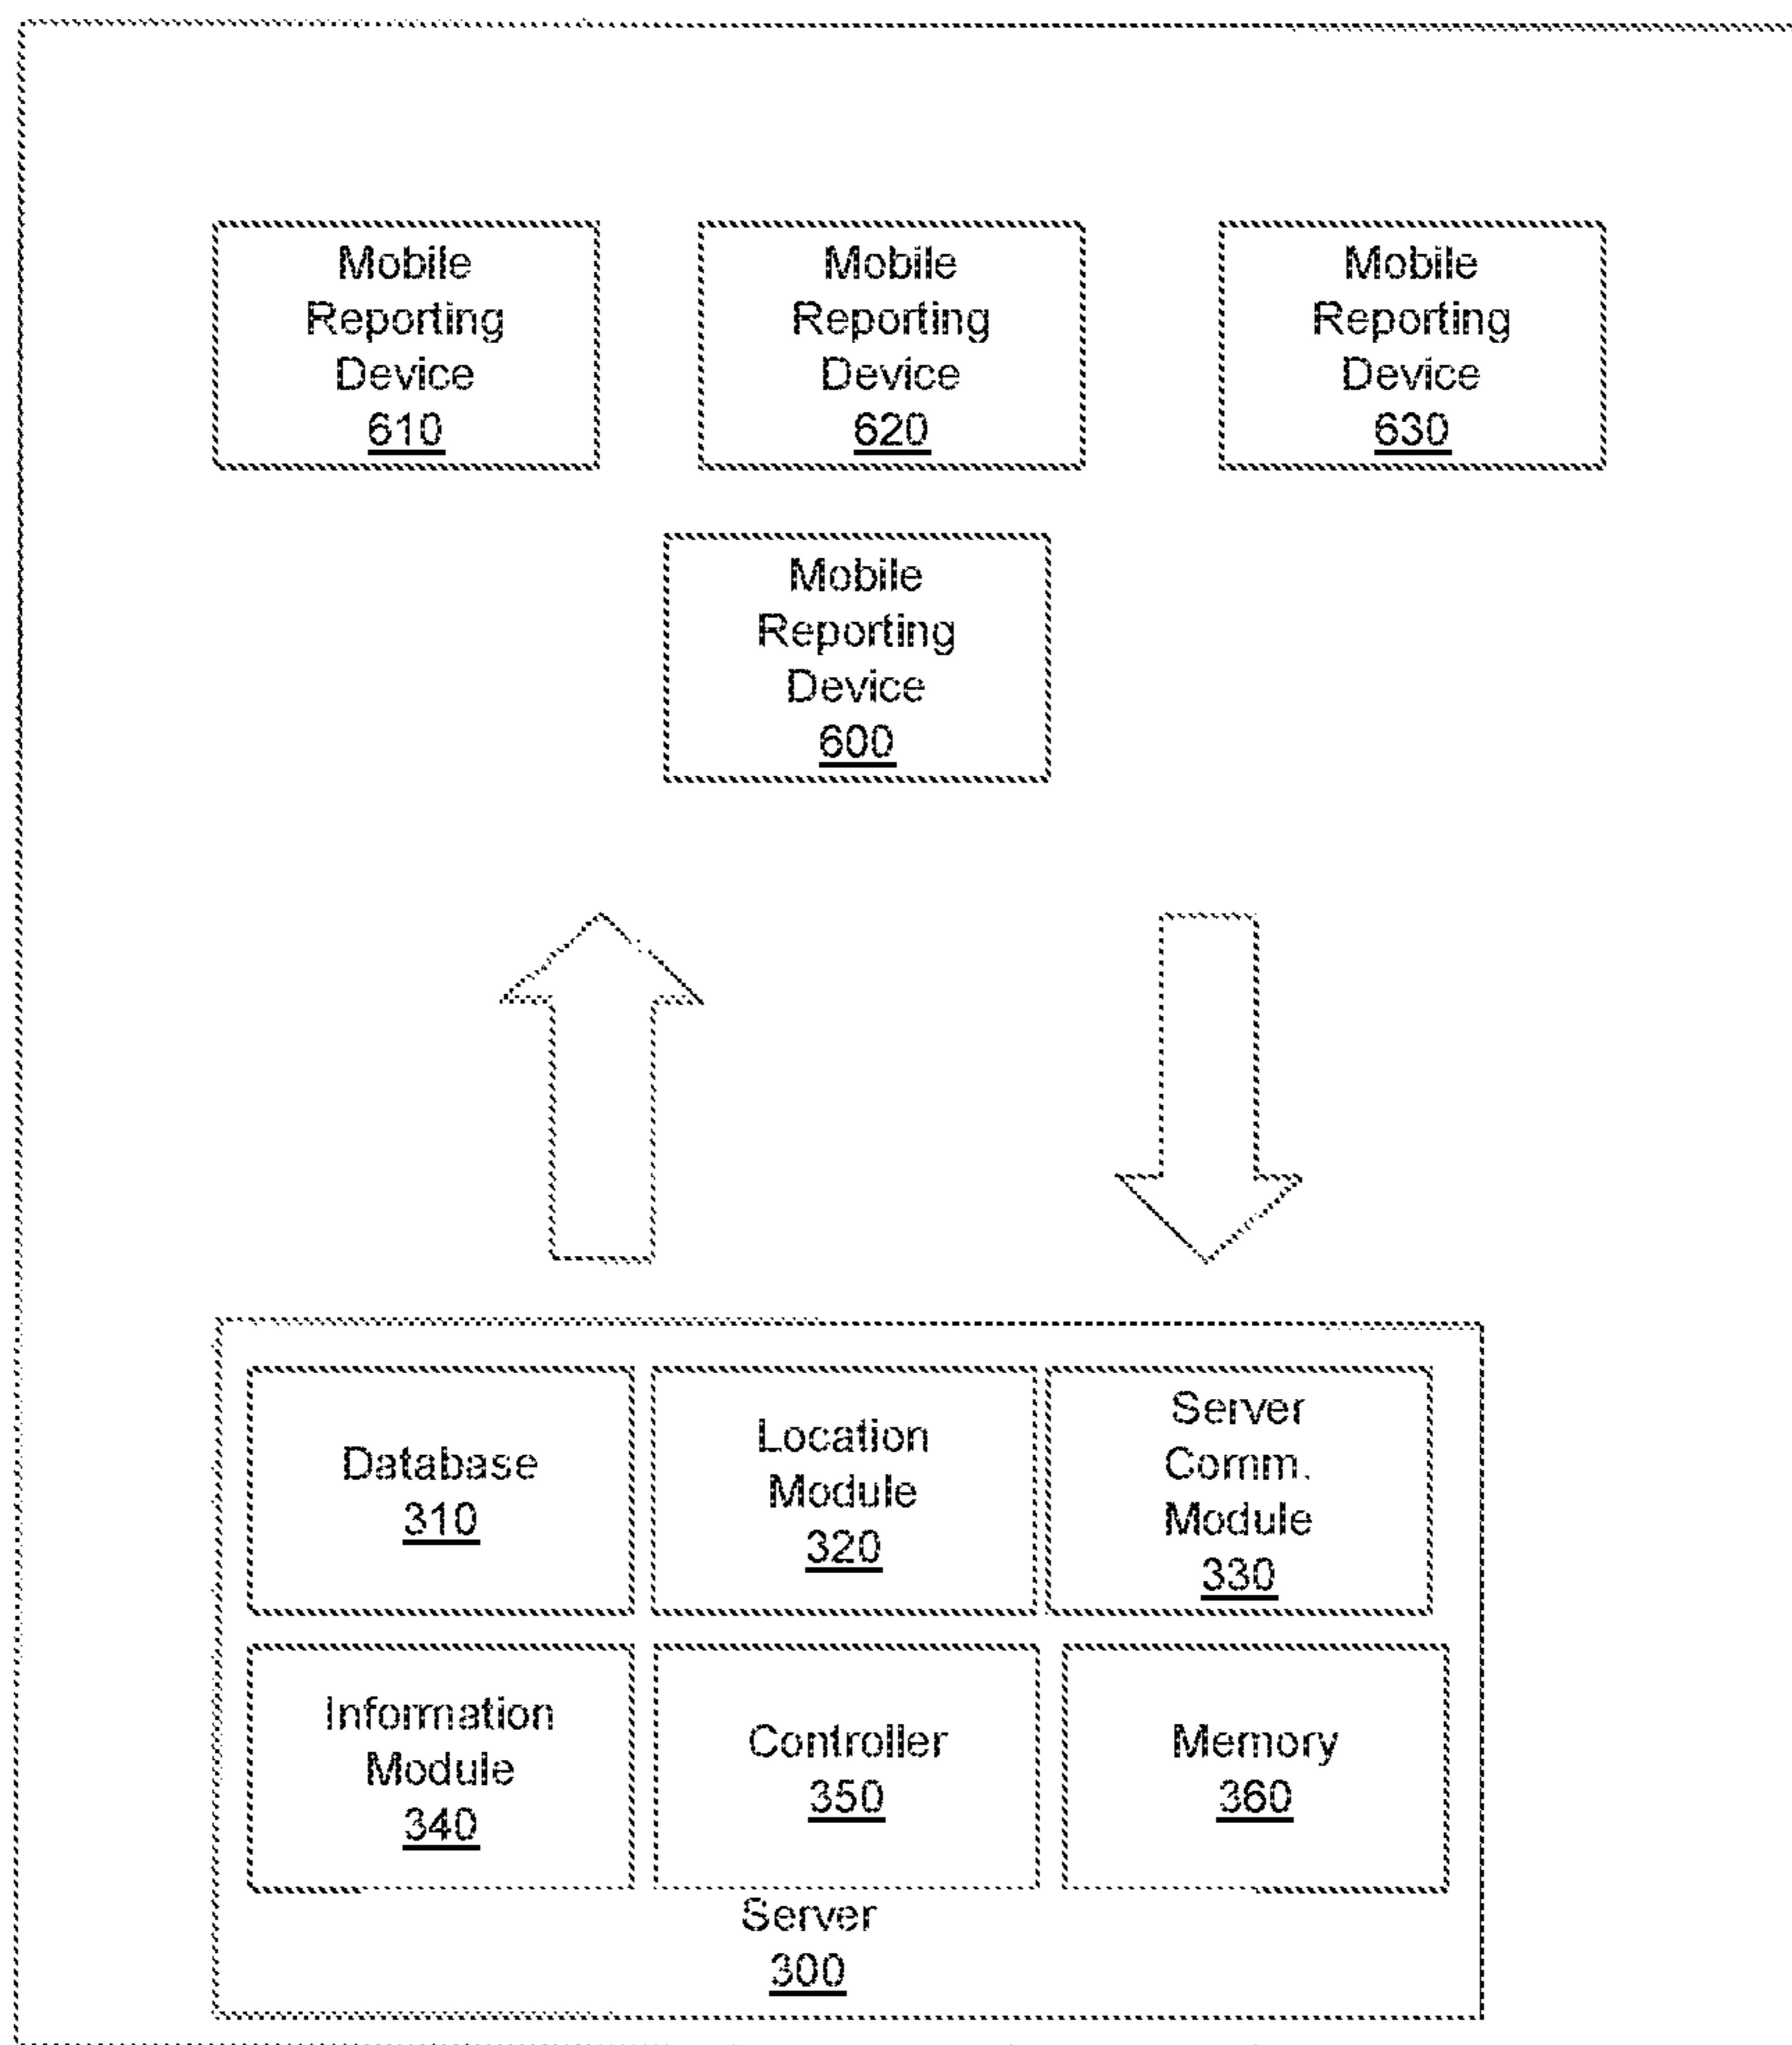 Mobile
Reporting
Device
610
Mobile
Reporting
Device
620
Mobile
Reporting
Device
630
Mobile
Reporting
Device
600
Database
310
Location
Module
320
Server
Comm.
Module
330
Information
Module
340
Controller
350
Memory
360
Server
300